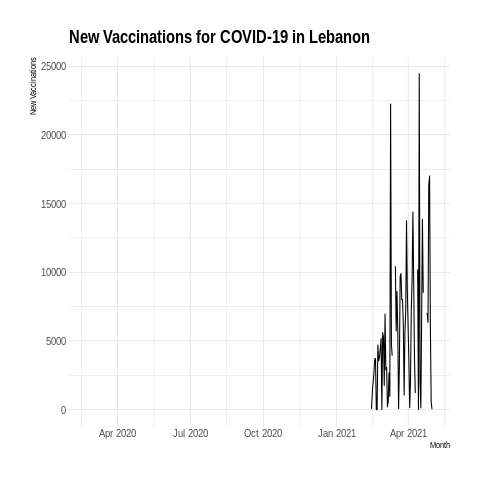 New Vaccinations for COVID-19 in Lebanon
New Vaccinations
25000
20000
15000
10000
5000
0
Apr 2020 Jul 2020 Oct 2020 Jan 2021 Apr 2021
Month